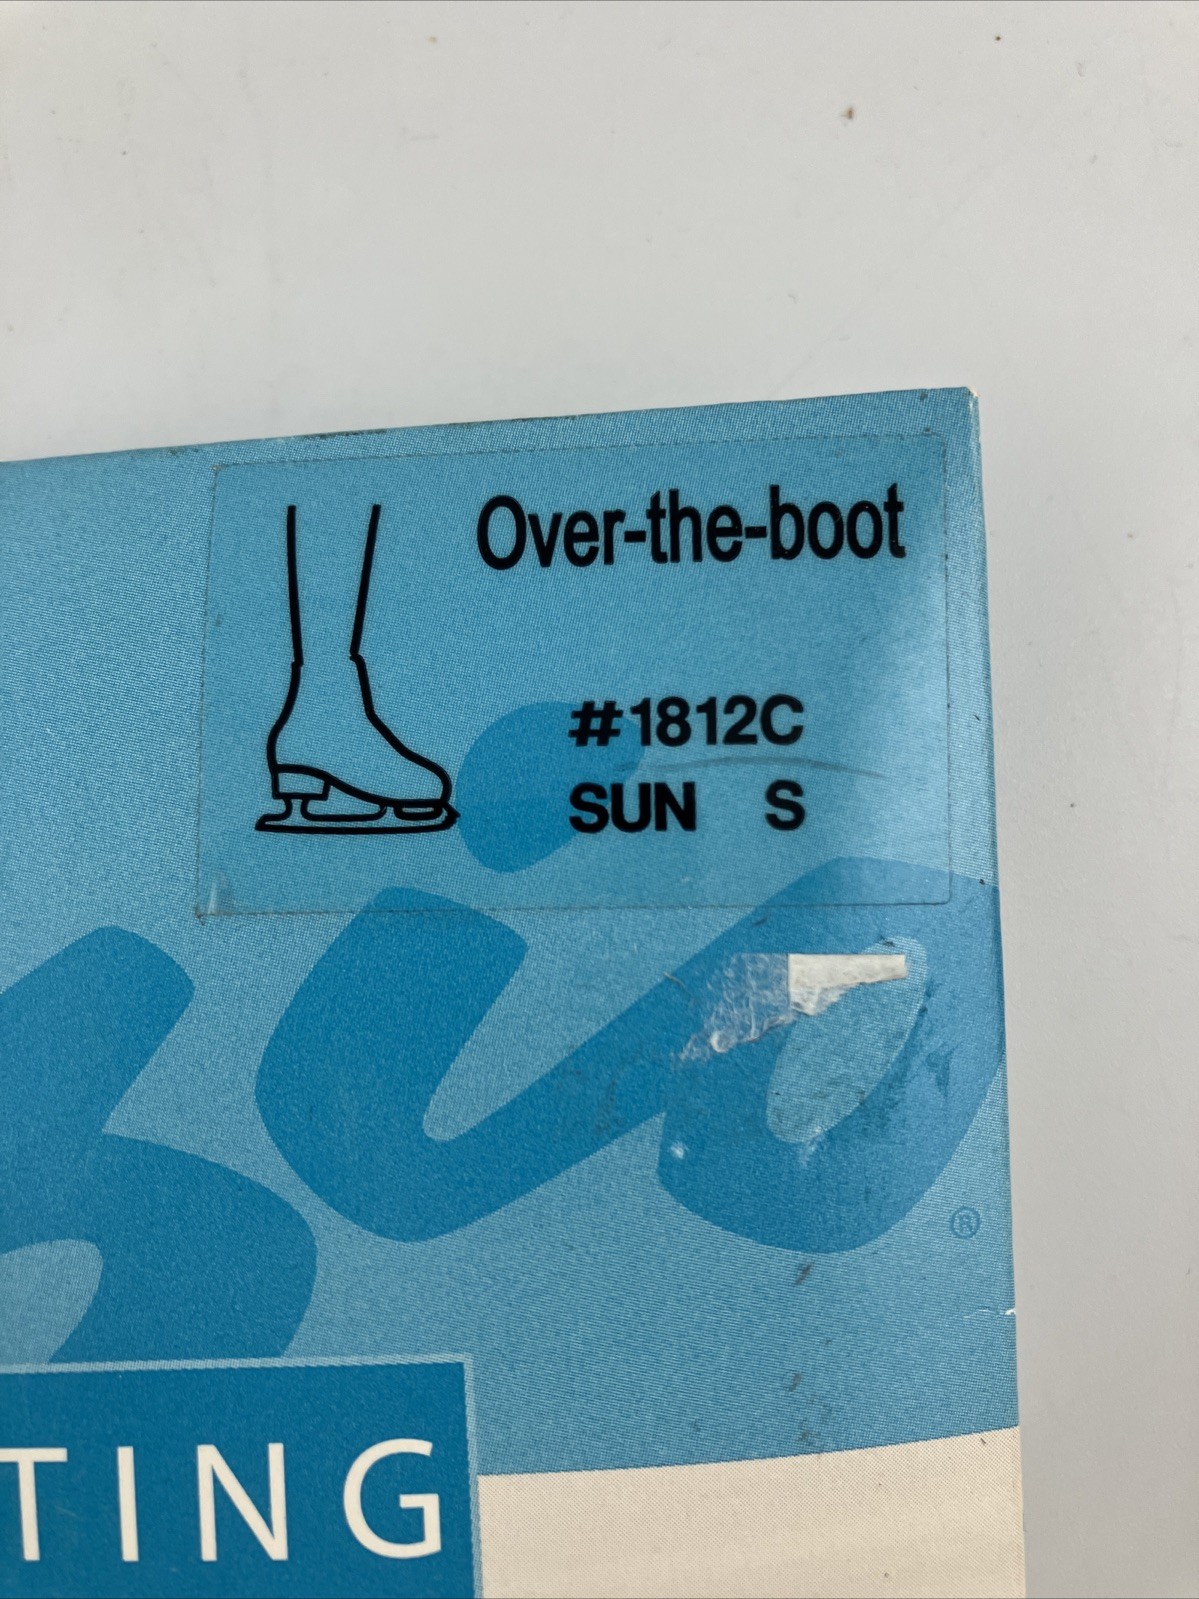 Over-the-boot
#1812C
SUN S
®
TING